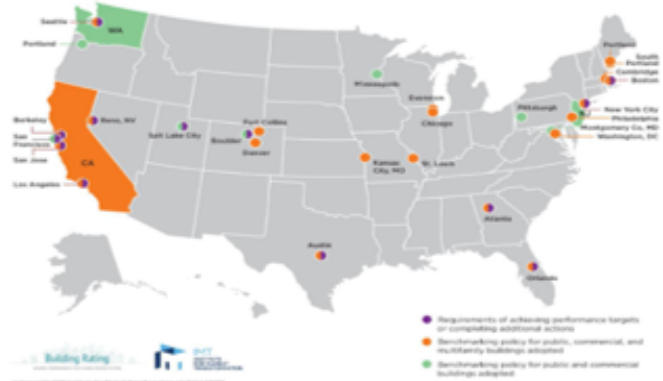 Seattle
WA
Portland
Minneapolis
Portland
South
Portland
Cambridge
Boston
Evanston
Chicago
Pittsburgh
NJ
New York City
Philadelphia
Montgomery Co, MD
Washington, DC
Berkeley
San
Francisco
San Jose
Reno, NV
Salt Lake City
Fort Collins
Boulder
Denver
CA
Kansas
City, MO
St. Louis
Los Angeles
Atlanta
Austin
Orlando
Requirements of achieving performance targets
or completing additional actions
Benchmarking policy for public, commercial, and
multifamily buildings adopted
Benchmarking policy for public and commercial
buildings adopted
Building Rating
IMT